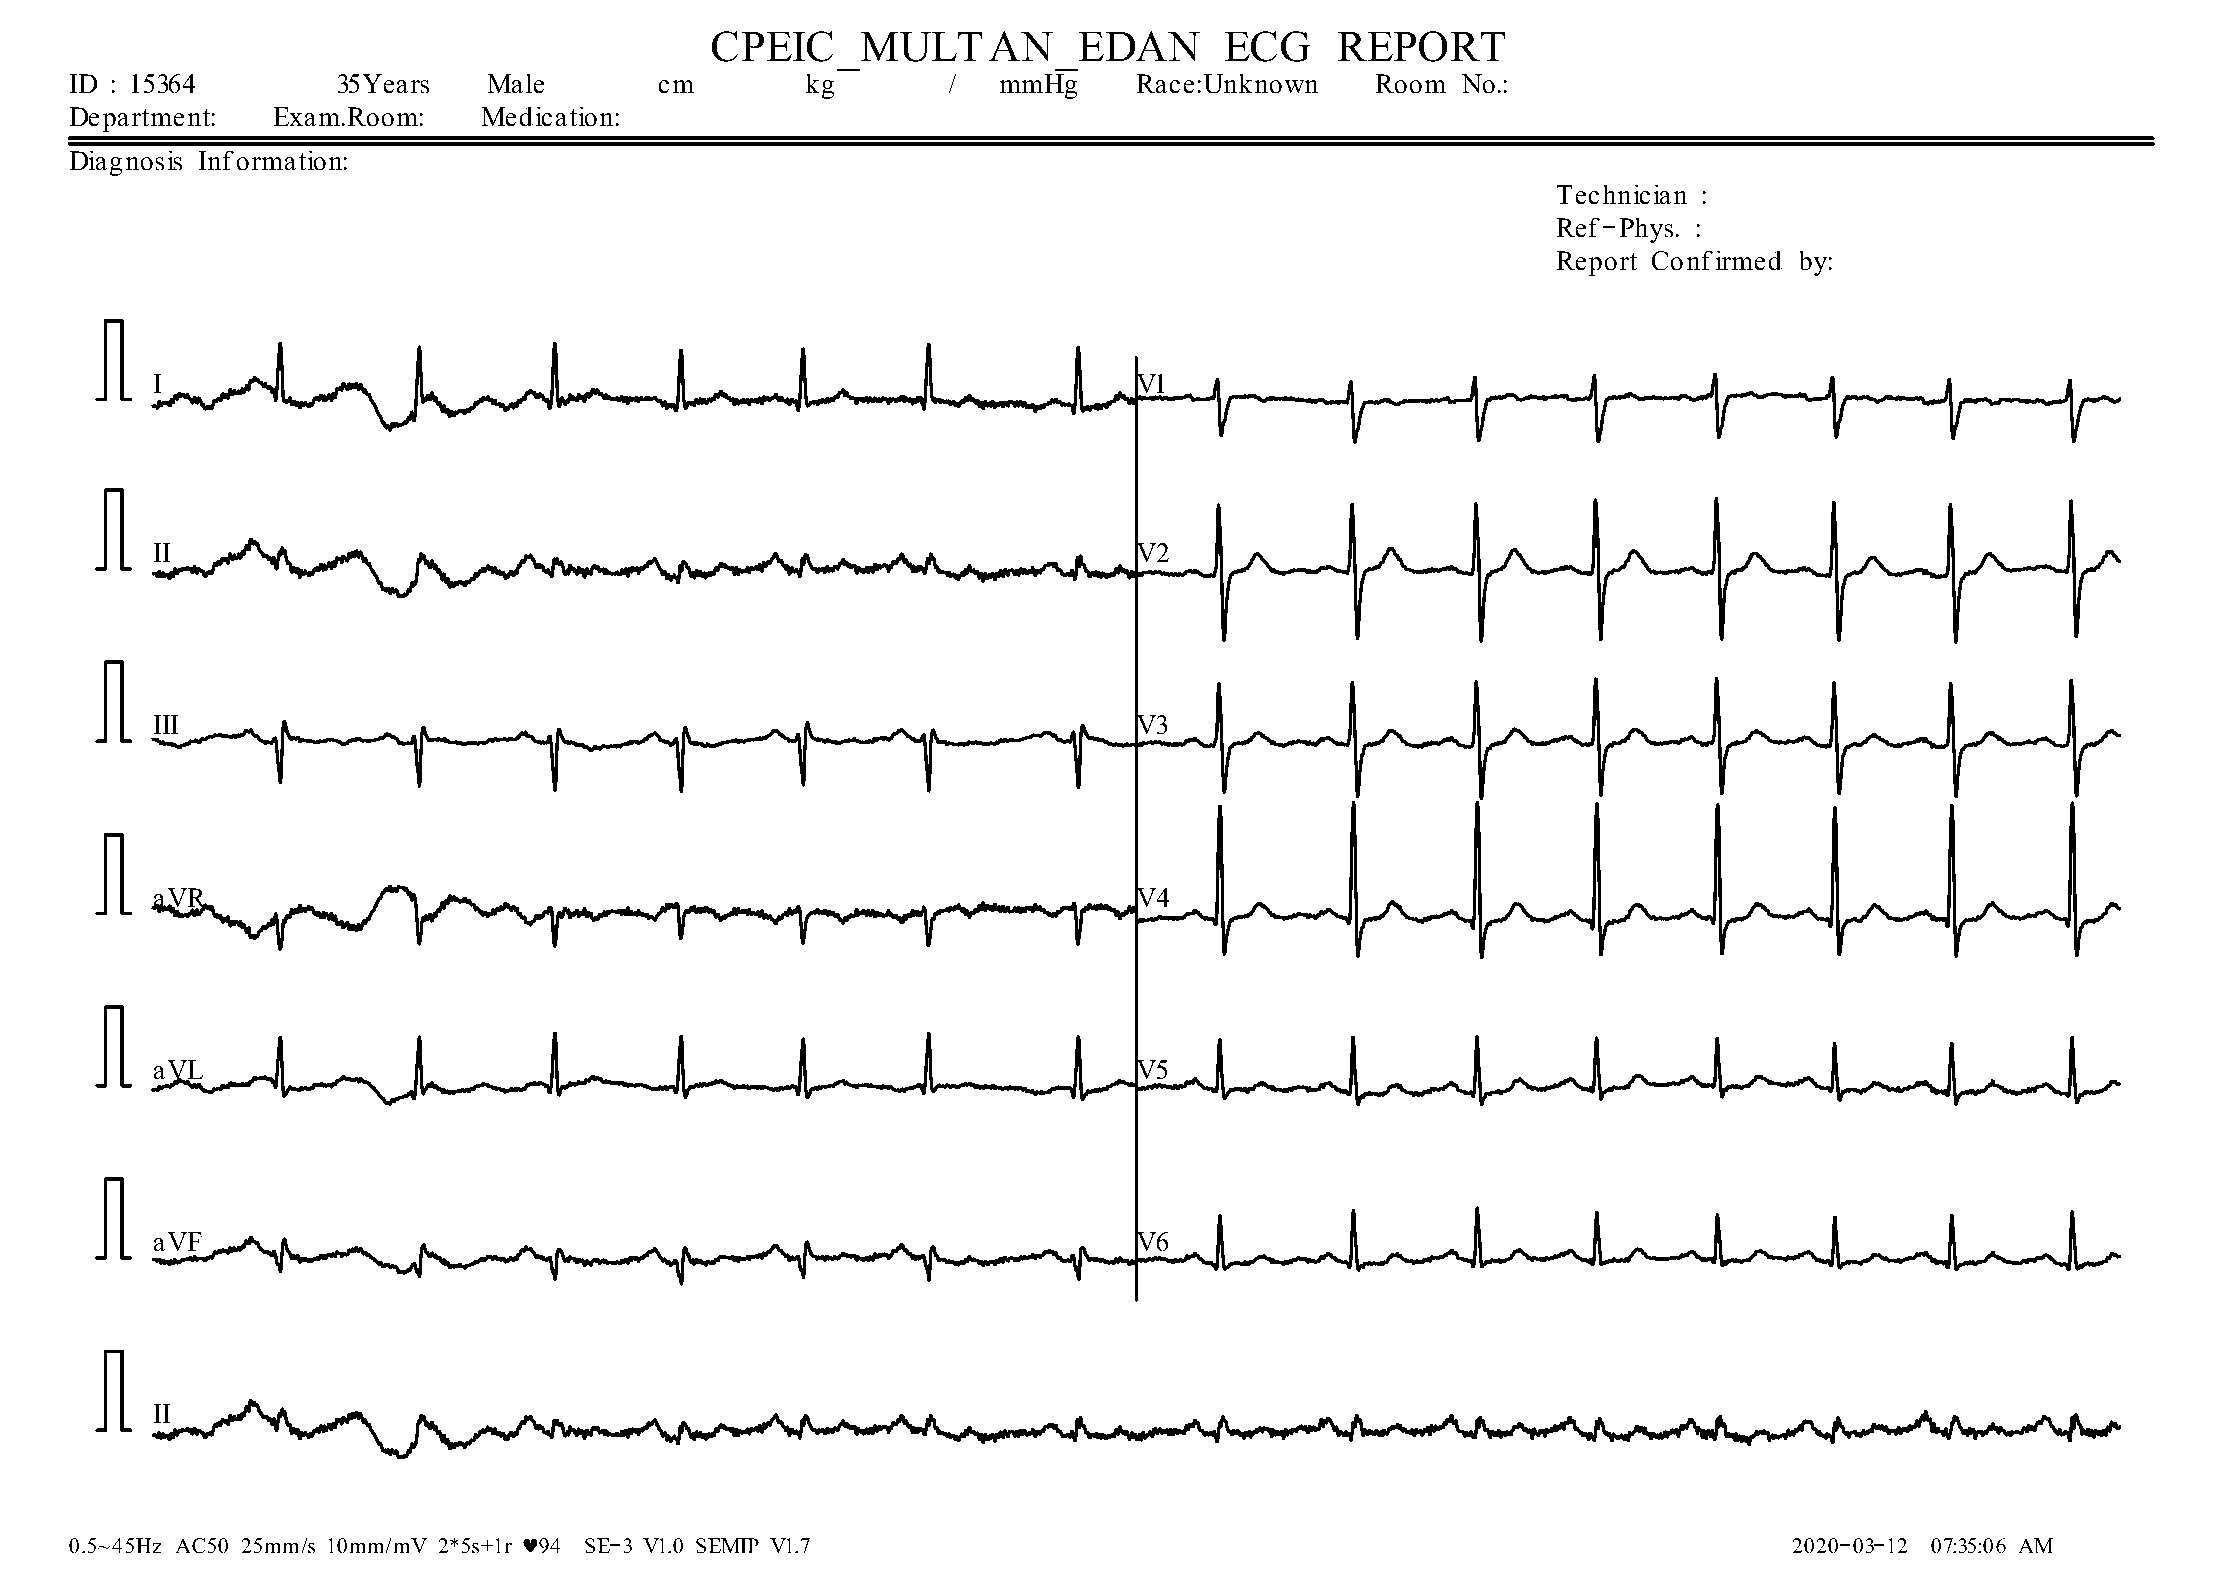 CPEIC_MULTAN_EDAN ECG REPORT
ID : 15364 35Years Male cm kg / mmHg Race:Unknown Room No.:
Department: Exam.Room: Medication:
Diagnosis Information:
Technician :
Ref-Phys. :
Report Confirmed by:
I V1
II V2
III V3
aVR V4
aVL V5
aVF V6
II
0.5~45Hz AC50 25mm/s 10mm/mV 2*5s+1r ♥94 SE-3 V1.0 SEMIP V1.7 2020-03-12 07:35:06 AM